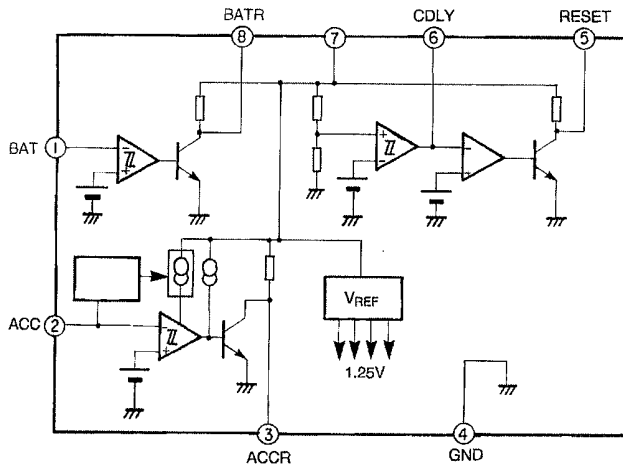 BATR CDLY RESET
8 7 6 5
BAT 1
- +
+ -
- +
ACC 2
- +
VREF
1.25V
3 4
ACCR GND